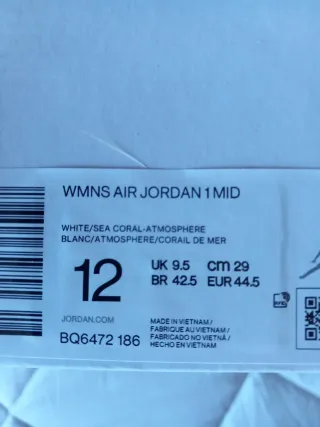 WMNS AIR JORDAN 1 MID
WHITE/SEA CORAL-ATMOSPHERE
BLANC/ATMOSPHERE/CORAIL DE MER
12
UK 9.5 cm 29
BR 42.5 EUR 44.5
JORDAN.COM
BQ6472 186
MADE IN VIETNAM /
FABRIQUÉ AU VIETNAM /
FABRICADO NO VIETNÃ /
HECHO EN VIETNAM